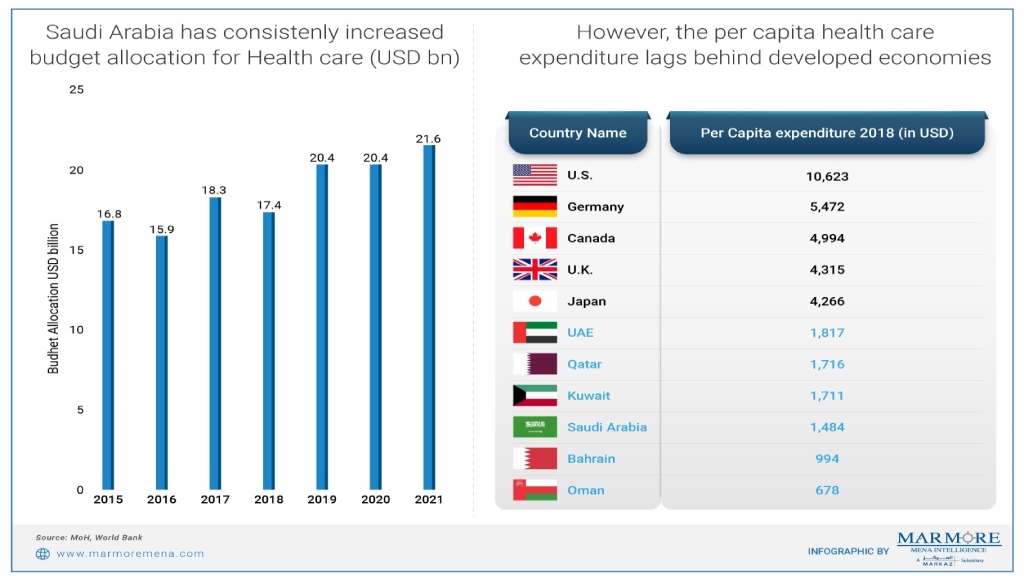 Saudi Arabia has consistenly increased
budget allocation for Health care (USD bn)
Budhet Allocation USD billion
25
20
15
10
5
0
16.8
15.9
18.3
17.4
20.4
20.4
21.6
2015 2016 2017 2018 2019 2020 2021
However, the per capita health care
expenditure lags behind developed economies
Country Name Per Capita expenditure 2018 (in USD)
U.S. 10,623
Germany 5,472
Canada 4,994
U.K. 4,315
Japan 4,266
UAE 1,817
Qatar 1,716
Kuwait 1,711
Saudi Arabia 1,484
Bahrain 994
Oman 678
Source: MoH, World Bank
www.marmoremena.com
INFOGRAPHIC BY
MARMORE
MENA INTELLIGENCE
A MARKAZ Subsidiary